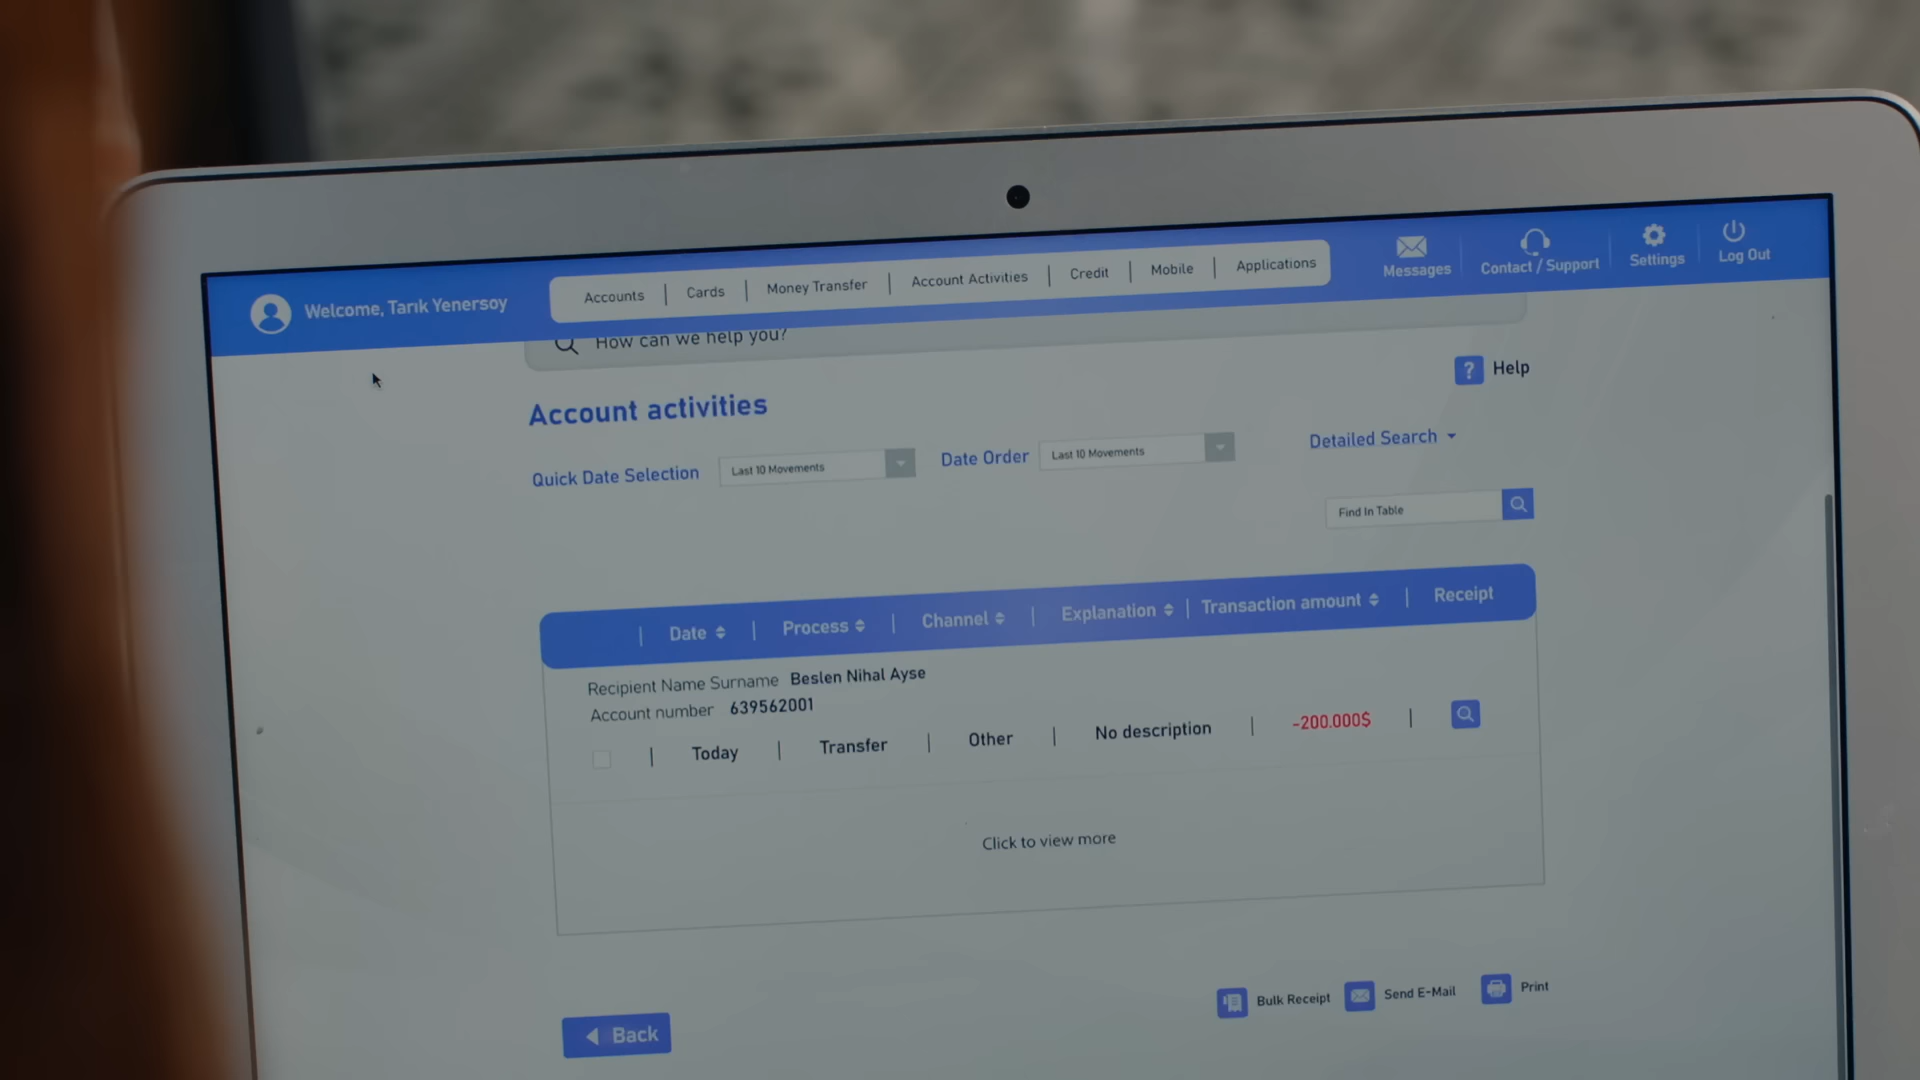 Welcome, Tarık Yenersoy
Accounts | Cards | Money Transfer | Account Activities | Credit | Mobile | Applications
Messages
Contact / Support
Settings
Log Out
How can we help you?
? Help
Account activities
Quick Date Selection Last 10 Movements Date Order Last 10 Movements Detailed Search
Find In Table
| Date | Process | Channel | Explanation | Transaction amount | Receipt
Recipient Name Surname Beslen Nihal Ayse
Account number 639562001
| Today | Transfer | Other | No description | -200.000$ |
Click to view more
Bulk Receipt Send E-Mail Print
Back